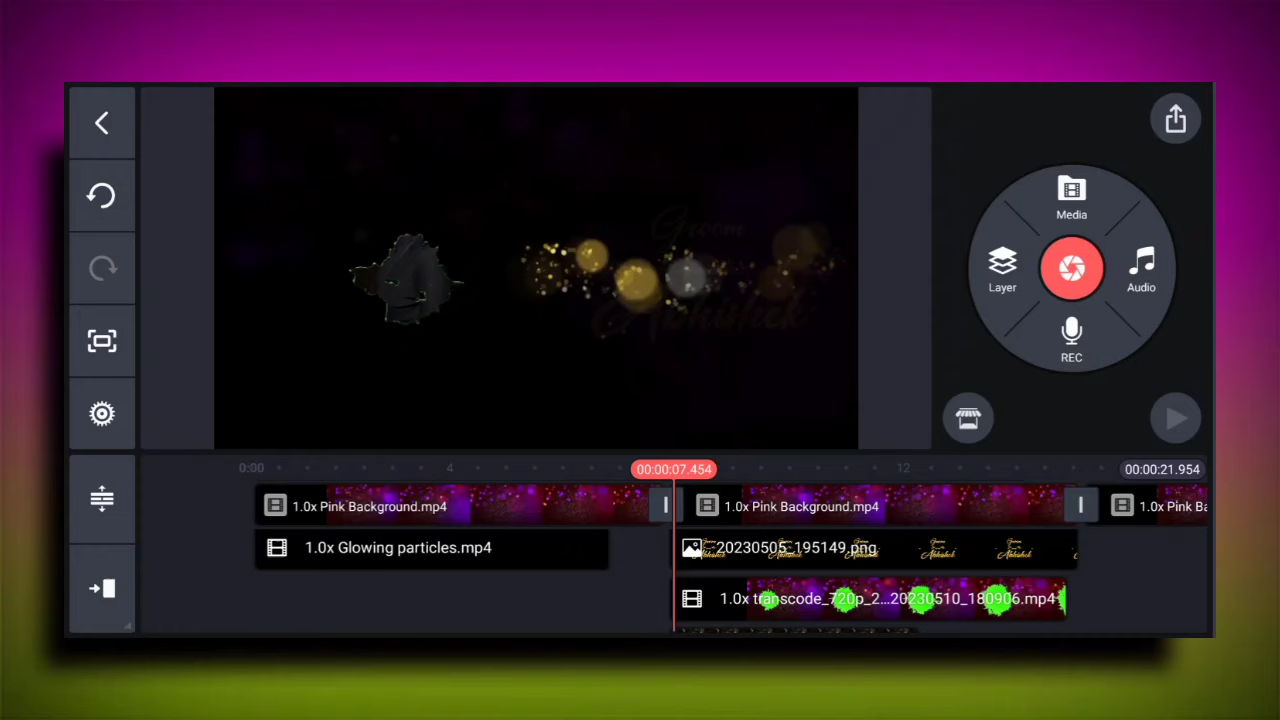 Media
Layer
Audio
REC
Groom
Abhishek
0:00
4
00:00:07.454
12
00:00:21.954
1.0x Pink Background.mp4
1.0x Pink Background.mp4
1.0x Pink Ba
1.0x Glowing particles.mp4
20230505_195149.png
1.0x transcode_720p_2...20230510_180906.mp4